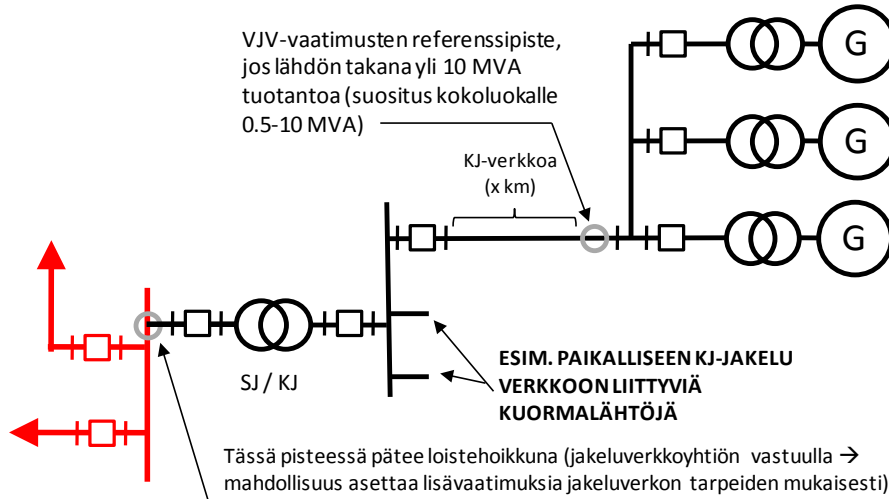 VJV-vaatimusten referenssipiste,
jos lähdön takana yli 10 MVA
tuotantoa (suositus kokoluokalle
0.5-10 MVA)
G
G
G
KJ-verkkoa
(x km)
SJ / KJ
ESIM. PAIKALLISEEN KJ-JAKELU
VERKKOON LIITTYVIÄ
KUORMALÄHTÖJÄ
Tässä pisteessä pätee loistehoikkuna (jakeluverkkoyhtiön vastuulla →
mahdollisuus asettaa lisävaatimuksia jakeluverkon tarpeiden mukaisesti)